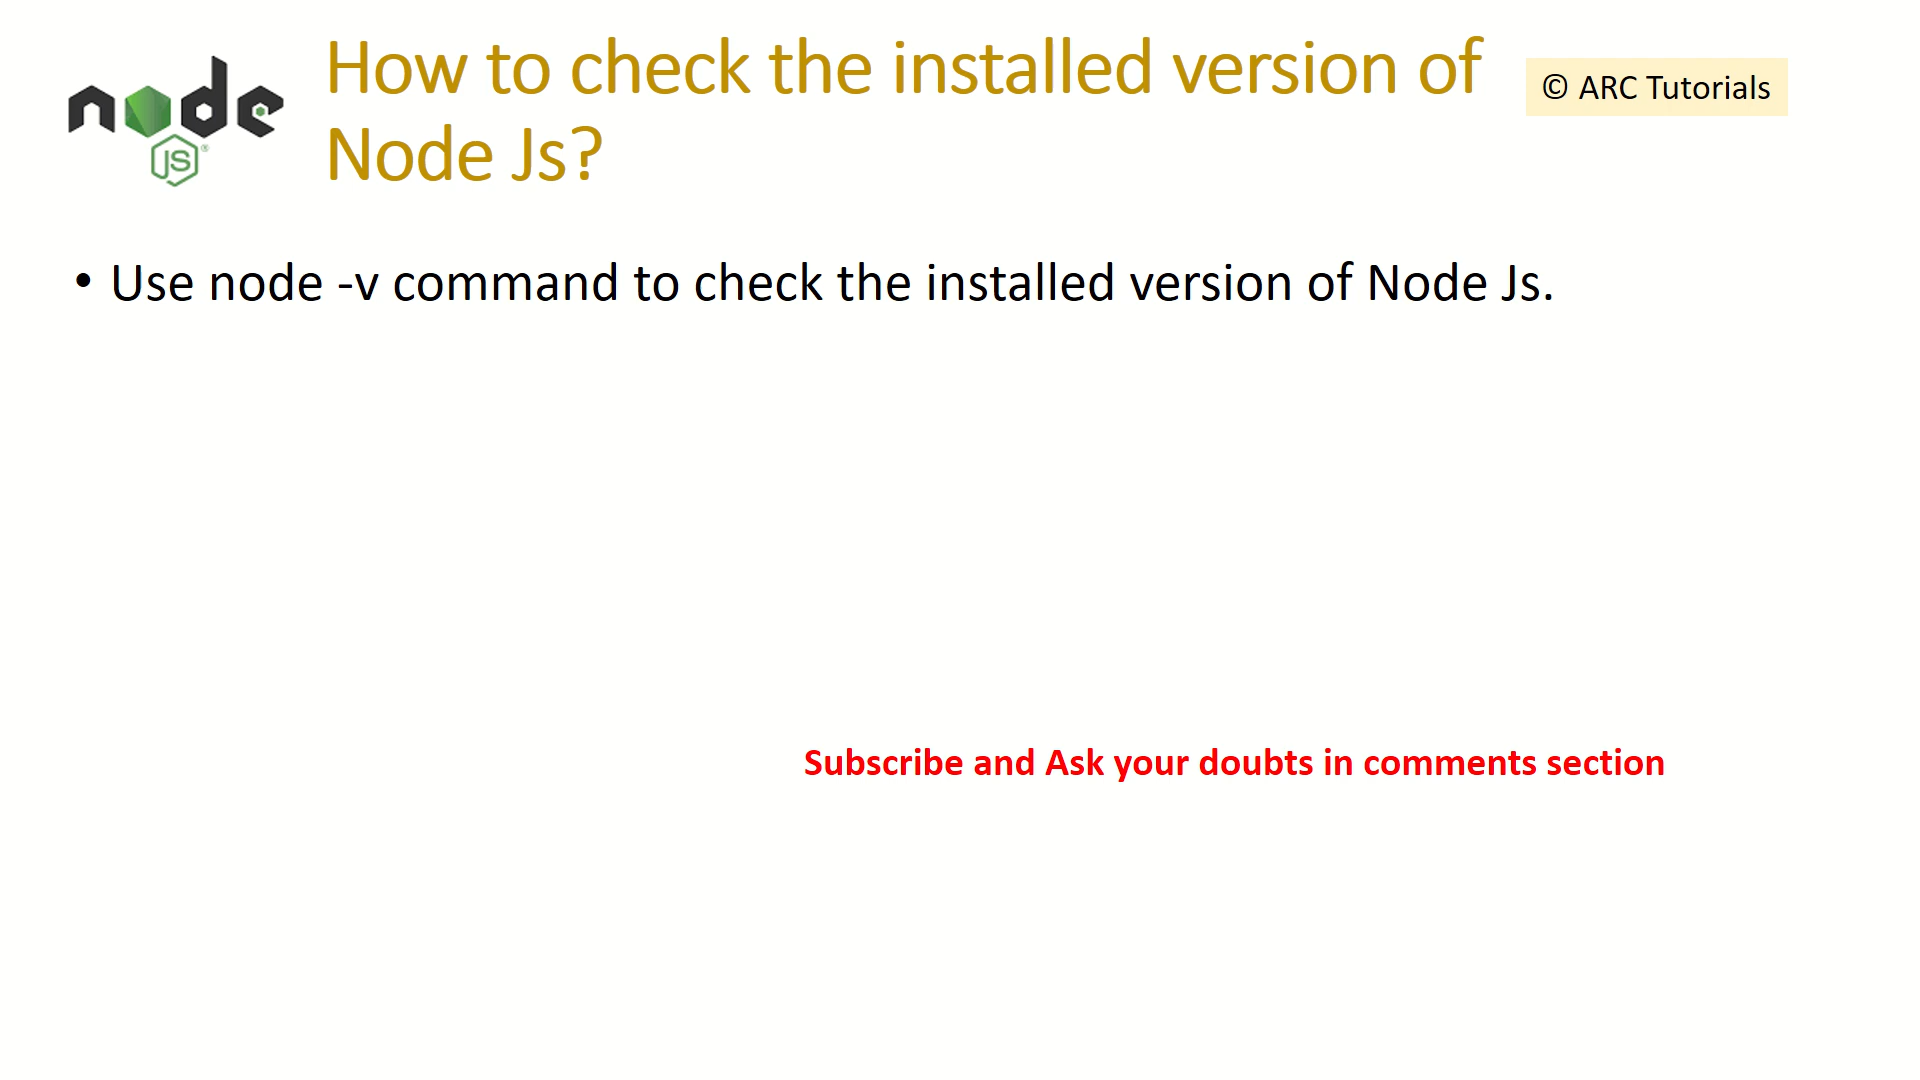 node
JS®
How to check the installed version of
Node Js?
© ARC Tutorials
• Use node -v command to check the installed version of Node Js.
Subscribe and Ask your doubts in comments section